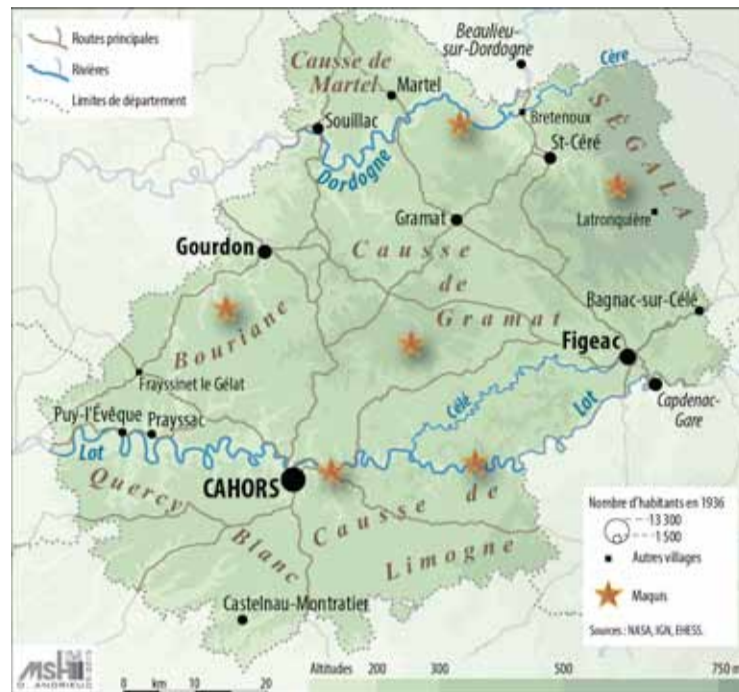 Routes principales
Rivières
Limites de département
Beaulieu-
sur-Dordogne
Cère
Causse de
Martel
Martel
Souillac
Dordogne
Bretenoux
St-Céré
SÉGALA
Gramat
Latronquière
Gourdon
Causse
de
Gramat
Bouriane
Bagnac-sur-Célé
Figeac
Frayssinet le Gélat
Capdenac-
Gare
Célé
Lot
Puy-l'Évêque
Prayssac
Lot
CAHORS
Quercy
Blanc
Causse de
Limogne
Castelnau-Montratier
Nombre d'habitants en 1936
13 300
1 500
Autres villages
Maquis
Sources : NASA, IGN, EHESS.
D. ANDRIEU
0 km 10 20
Altitudes 200 300 500 750 m